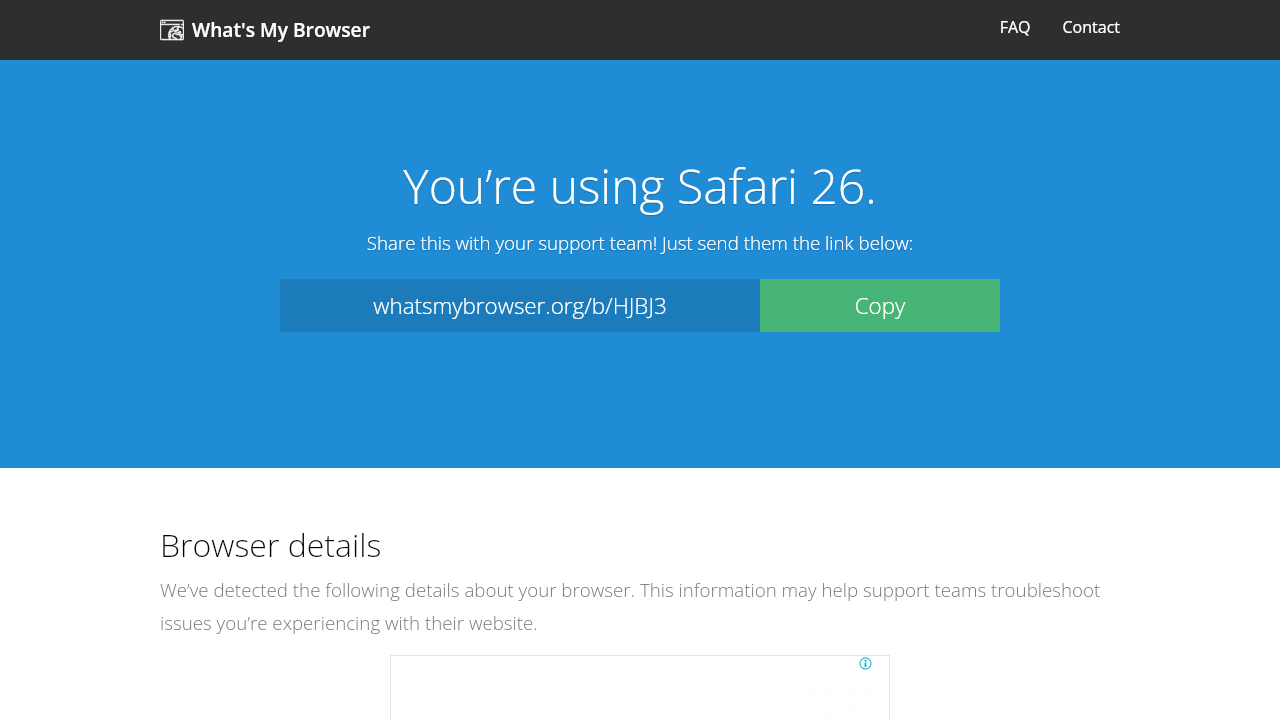 What's My Browser
FAQ
Contact
You’re using Safari 26.
Share this with your support team! Just send them the link below:
whatsmybrowser.org/b/HJBJ3
Copy
Browser details
We’ve detected the following details about your browser. This information may help support teams troubleshoot
issues you’re experiencing with their website.